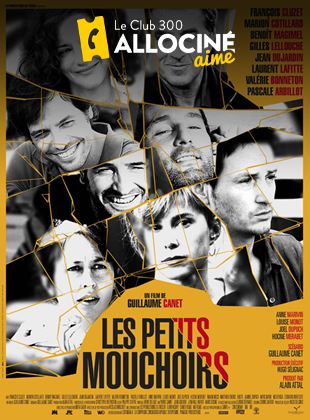 Le Club 300
ALLOCINÉ
aime
FRANÇOIS CLUZET
MARION COTILLARD
BENOÎT MAGIMEL
GILLES LELLOUCHE
JEAN DUJARDIN
LAURENT LAFITTE
VALÉRIE BONNETON
PASCALE ARBILLOT
UN FILM DE
GUILLAUME CANET
LES PETITS
MOUCHOIRS
ANNE MARIVIN
LOUISE MONOT
JOËL DUPUCH
HOCINE MERABET
SCÉNARIO
GUILLAUME CANET
PRODUCTEUR EXÉCUTIF
HUGO SÉLIGNAC
PRODUIT PAR
ALAIN ATTAL